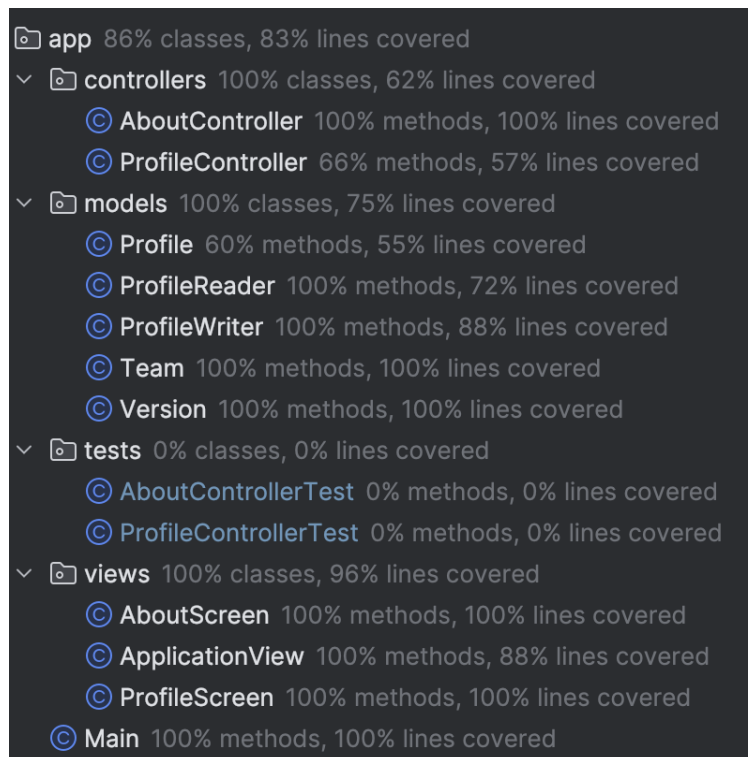 app 86% classes, 83% lines covered
controllers 100% classes, 62% lines covered
AboutController 100% methods, 100% lines covered
ProfileController 66% methods, 57% lines covered
models 100% classes, 75% lines covered
Profile 60% methods, 55% lines covered
ProfileReader 100% methods, 72% lines covered
ProfileWriter 100% methods, 88% lines covered
Team 100% methods, 100% lines covered
Version 100% methods, 100% lines covered
tests 0% classes, 0% lines covered
AboutControllerTest 0% methods, 0% lines covered
ProfileControllerTest 0% methods, 0% lines covered
views 100% classes, 96% lines covered
AboutScreen 100% methods, 100% lines covered
ApplicationView 100% methods, 88% lines covered
ProfileScreen 100% methods, 100% lines covered
Main 100% methods, 100% lines covered